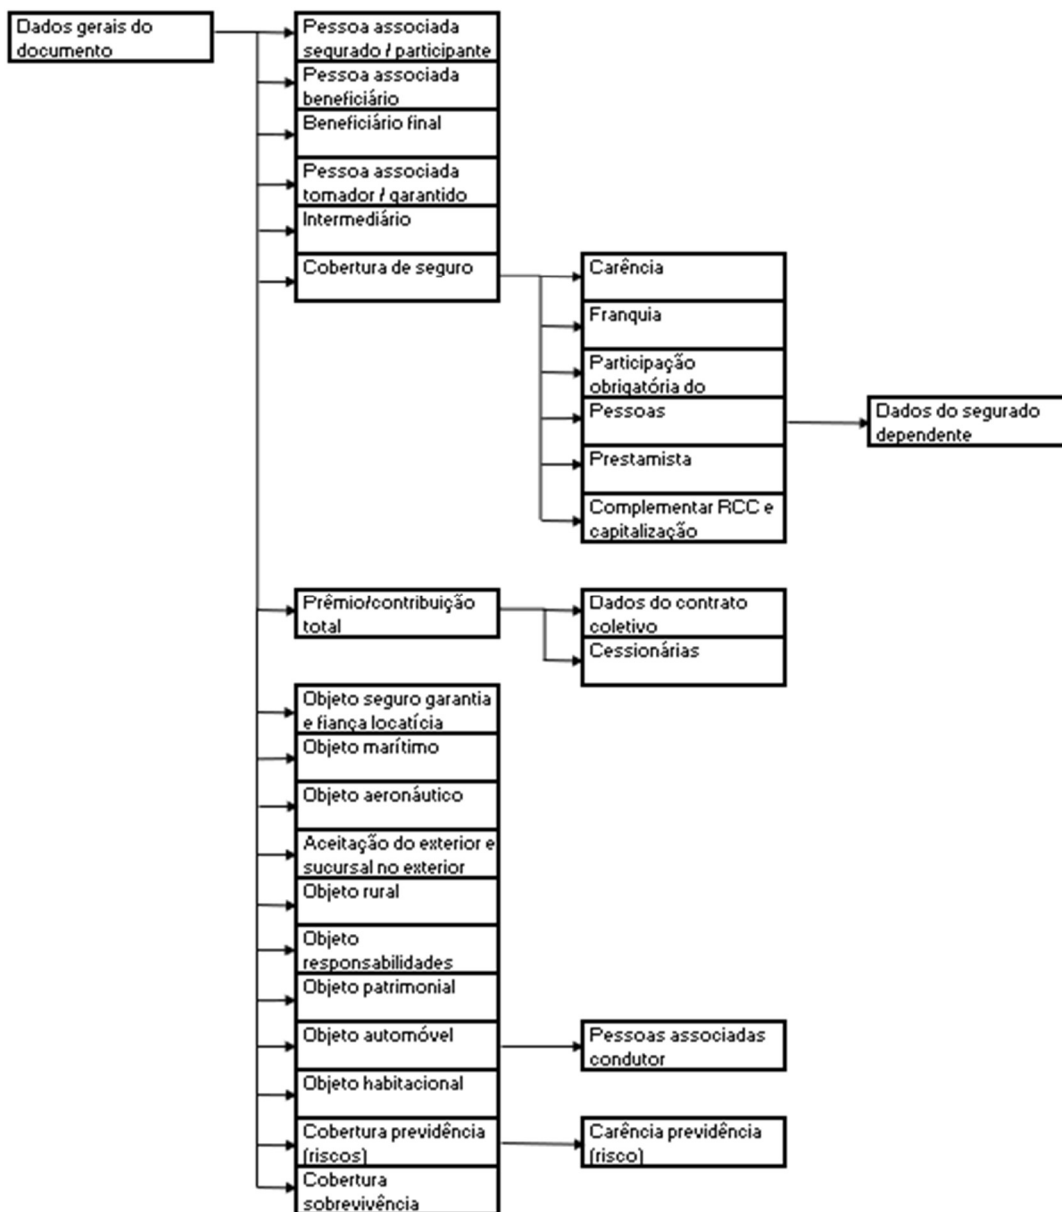 Dados gerais do
documento
Pessoa associada
segurado / participante
Pessoa associada
beneficiário
Beneficiário final
Pessoa associada
tomador / garantido
Intermediário
Cobertura de seguro
Carência
Franquia
Participação
obrigatória do
Pessoas
Prestamista
Complementar RCC e
capitalização
Dados do segurado
dependente
Prêmio/contribuição
total
Dados do contrato
coletivo
Cessionárias
Objeto seguro garantia
e fiança locatícia
Objeto marítimo
Objeto aeronáutico
Aceitação do exterior e
sucursal no exterior
Objeto rural
Objeto
responsabilidades
Objeto patrimonial
Objeto automóvel
Pessoas associadas
condutor
Objeto habitacional
Cobertura previdência
(riscos)
Carência previdência
(risco)
Cobertura
sobrevivência